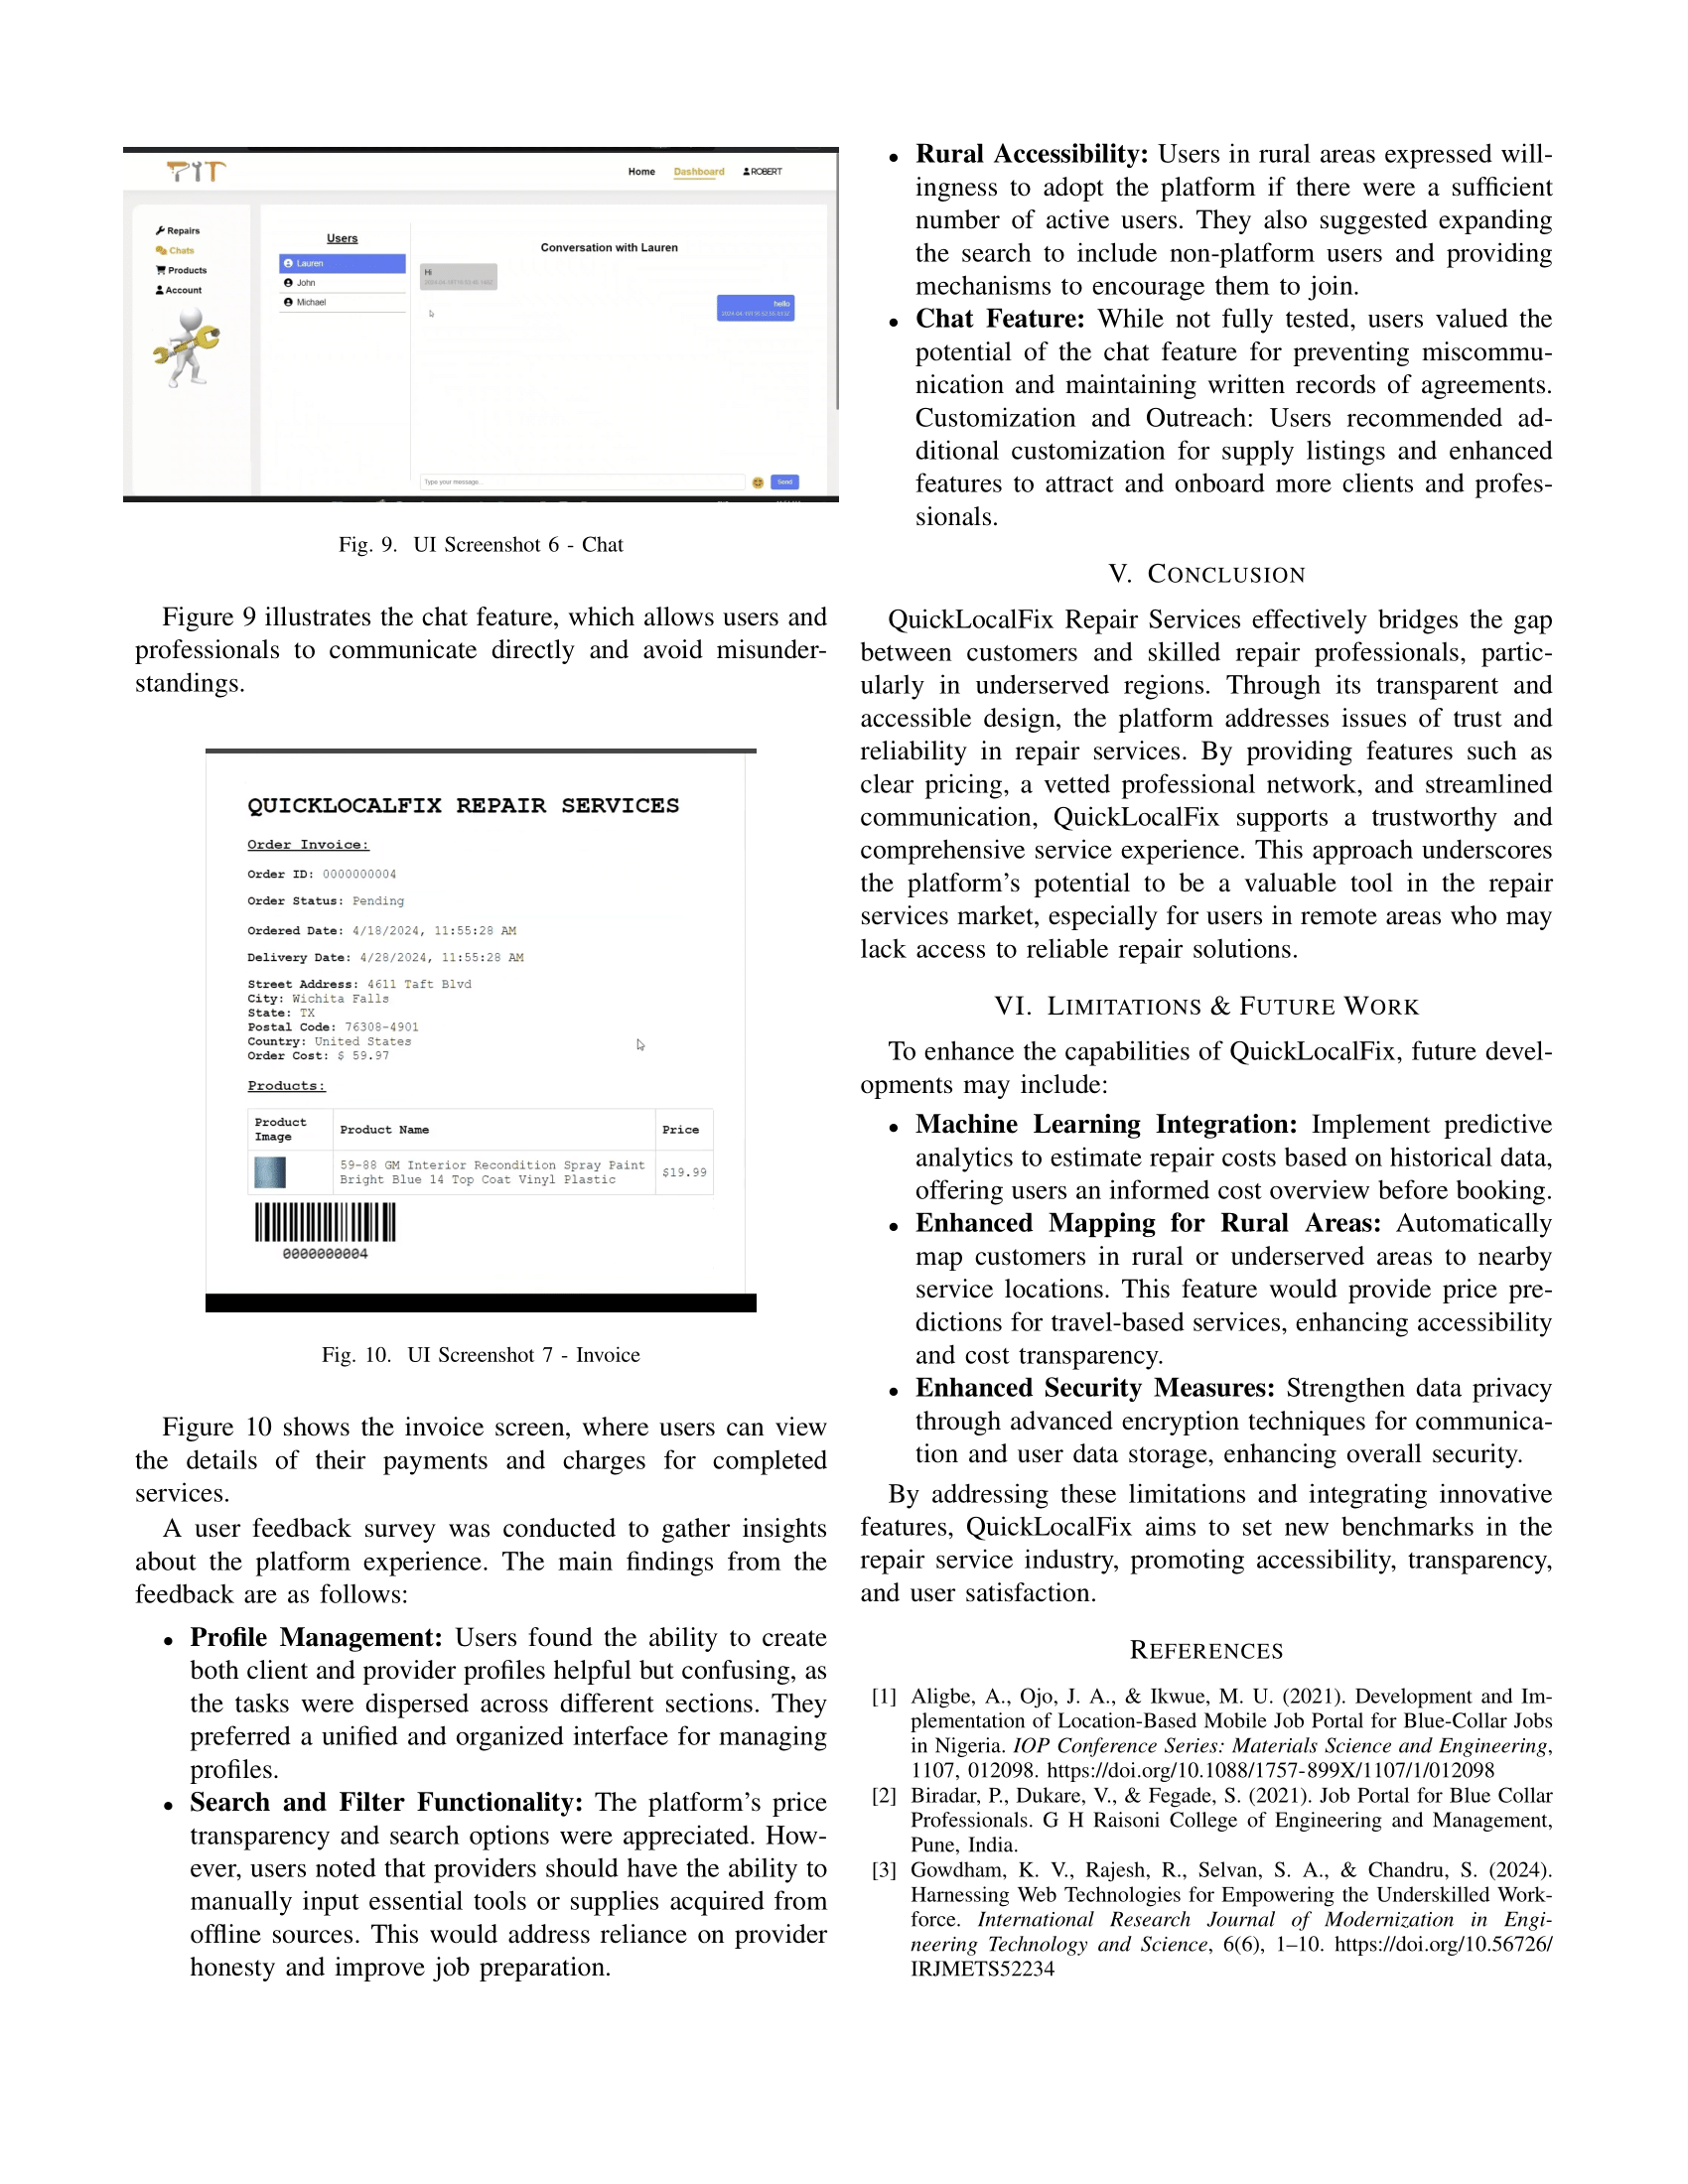 PIT
Home Dashboard ROBERT
Repairs
Chats
Products
Account
Users
Lauren
John
Michael
Conversation with Lauren
Hi
hello
Type your message...
Send
Fig. 9. UI Screenshot 6 - Chat
Figure 9 illustrates the chat feature, which allows users and
professionals to communicate directly and avoid misunder-
standings.
QUICKLOCALFIX REPAIR SERVICES
Order Invoice:
Order ID: 0000000004
Order Status: Pending
Ordered Date: 4/18/2024, 11:55:28 AM
Delivery Date: 4/28/2024, 11:55:28 AM
Street Address: 4611 Taft Blvd
City: Wichita Falls
State: TX
Postal Code: 76308-4901
Country: United States
Order Cost: $ 59.97
Products:
Product
Image
Product Name
Price
59-88 GM Interior Recondition Spray Paint
Bright Blue 14 Top Coat Vinyl Plastic
$19.99
0000000004
Fig. 10. UI Screenshot 7 - Invoice
Figure 10 shows the invoice screen, where users can view
the details of their payments and charges for completed
services.
A user feedback survey was conducted to gather insights
about the platform experience. The main findings from the
feedback are as follows:
• Profile Management: Users found the ability to create
both client and provider profiles helpful but confusing, as
the tasks were dispersed across different sections. They
preferred a unified and organized interface for managing
profiles.
• Search and Filter Functionality: The platform's price
transparency and search options were appreciated. How-
ever, users noted that providers should have the ability to
manually input essential tools or supplies acquired from
offline sources. This would address reliance on provider
honesty and improve job preparation.
• Rural Accessibility: Users in rural areas expressed will-
ingness to adopt the platform if there were a sufficient
number of active users. They also suggested expanding
the search to include non-platform users and providing
mechanisms to encourage them to join.
• Chat Feature: While not fully tested, users valued the
potential of the chat feature for preventing miscommu-
nication and maintaining written records of agreements.
Customization and Outreach: Users recommended ad-
ditional customization for supply listings and enhanced
features to attract and onboard more clients and profes-
sionals.
V. CONCLUSION
QuickLocalFix Repair Services effectively bridges the gap
between customers and skilled repair professionals, partic-
ularly in underserved regions. Through its transparent and
accessible design, the platform addresses issues of trust and
reliability in repair services. By providing features such as
clear pricing, a vetted professional network, and streamlined
communication, QuickLocalFix supports a trustworthy and
comprehensive service experience. This approach underscores
the platform's potential to be a valuable tool in the repair
services market, especially for users in remote areas who may
lack access to reliable repair solutions.
VI. LIMITATIONS & FUTURE WORK
To enhance the capabilities of QuickLocalFix, future devel-
opments may include:
• Machine Learning Integration: Implement predictive
analytics to estimate repair costs based on historical data,
offering users an informed cost overview before booking.
• Enhanced Mapping for Rural Areas: Automatically
map customers in rural or underserved areas to nearby
service locations. This feature would provide price pre-
dictions for travel-based services, enhancing accessibility
and cost transparency.
• Enhanced Security Measures: Strengthen data privacy
through advanced encryption techniques for communica-
tion and user data storage, enhancing overall security.
By addressing these limitations and integrating innovative
features, QuickLocalFix aims to set new benchmarks in the
repair service industry, promoting accessibility, transparency,
and user satisfaction.
REFERENCES
[1] Aligbe, A., Ojo, J. A., & Ikwue, M. U. (2021). Development and Im-
plementation of Location-Based Mobile Job Portal for Blue-Collar Jobs
in Nigeria. IOP Conference Series: Materials Science and Engineering,
1107, 012098. https://doi.org/10.1088/1757-899X/1107/1/012098
[2] Biradar, P., Dukare, V., & Fegade, S. (2021). Job Portal for Blue Collar
Professionals. G H Raisoni College of Engineering and Management,
Pune, India.
[3] Gowdham, K. V., Rajesh, R., Selvan, S. A., & Chandru, S. (2024).
Harnessing Web Technologies for Empowering the Underskilled Work-
force. International Research Journal of Modernization in Engi-
neering Technology and Science, 6(6), 1–10. https://doi.org/10.56726/
IRJMETS52234